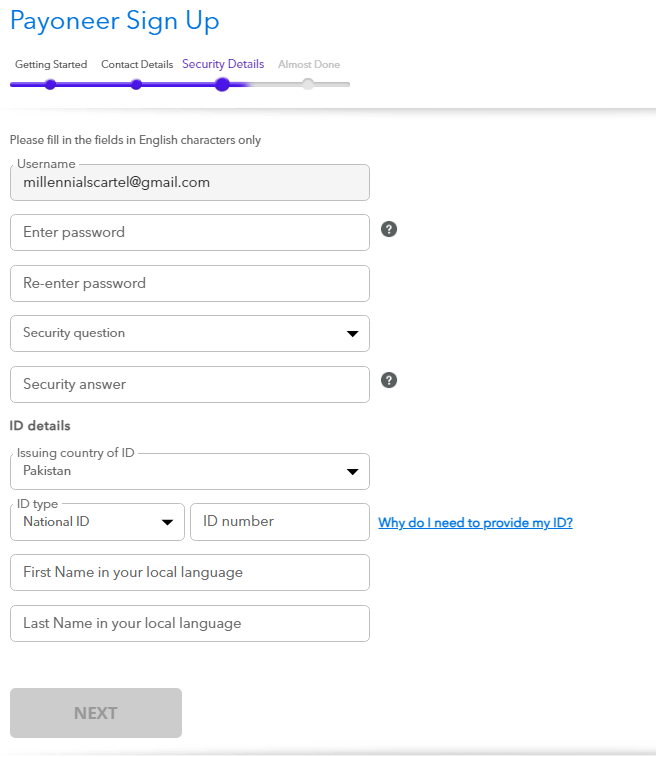 Payoneer Sign Up
Getting Started Contact Details Security Details Almost Done
Please fill in the fields in English characters only
Username
millennialscartel@gmail.com
Enter password
?
Re-enter password
Security question
Security answer
?
ID details
Issuing country of ID
Pakistan
ID type
National ID
ID number
Why do I need to provide my ID?
First Name in your local language
Last Name in your local language
NEXT